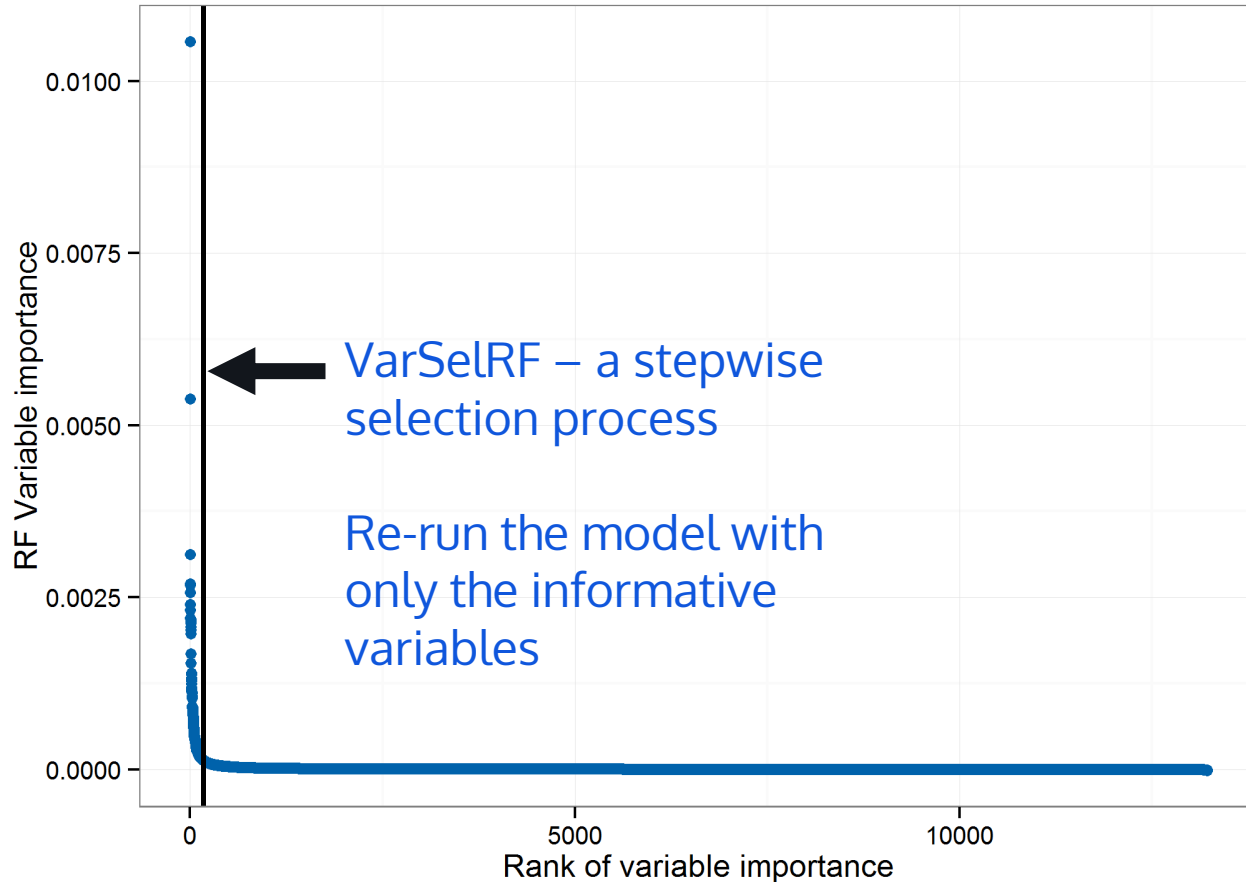 0.0100
0.0075
0.0050
0.0025
0.0000
RF Variable importance
VarSelRF – a stepwise
selection process
Re-run the model with
only the informative
variables
0
5000
10000
Rank of variable importance